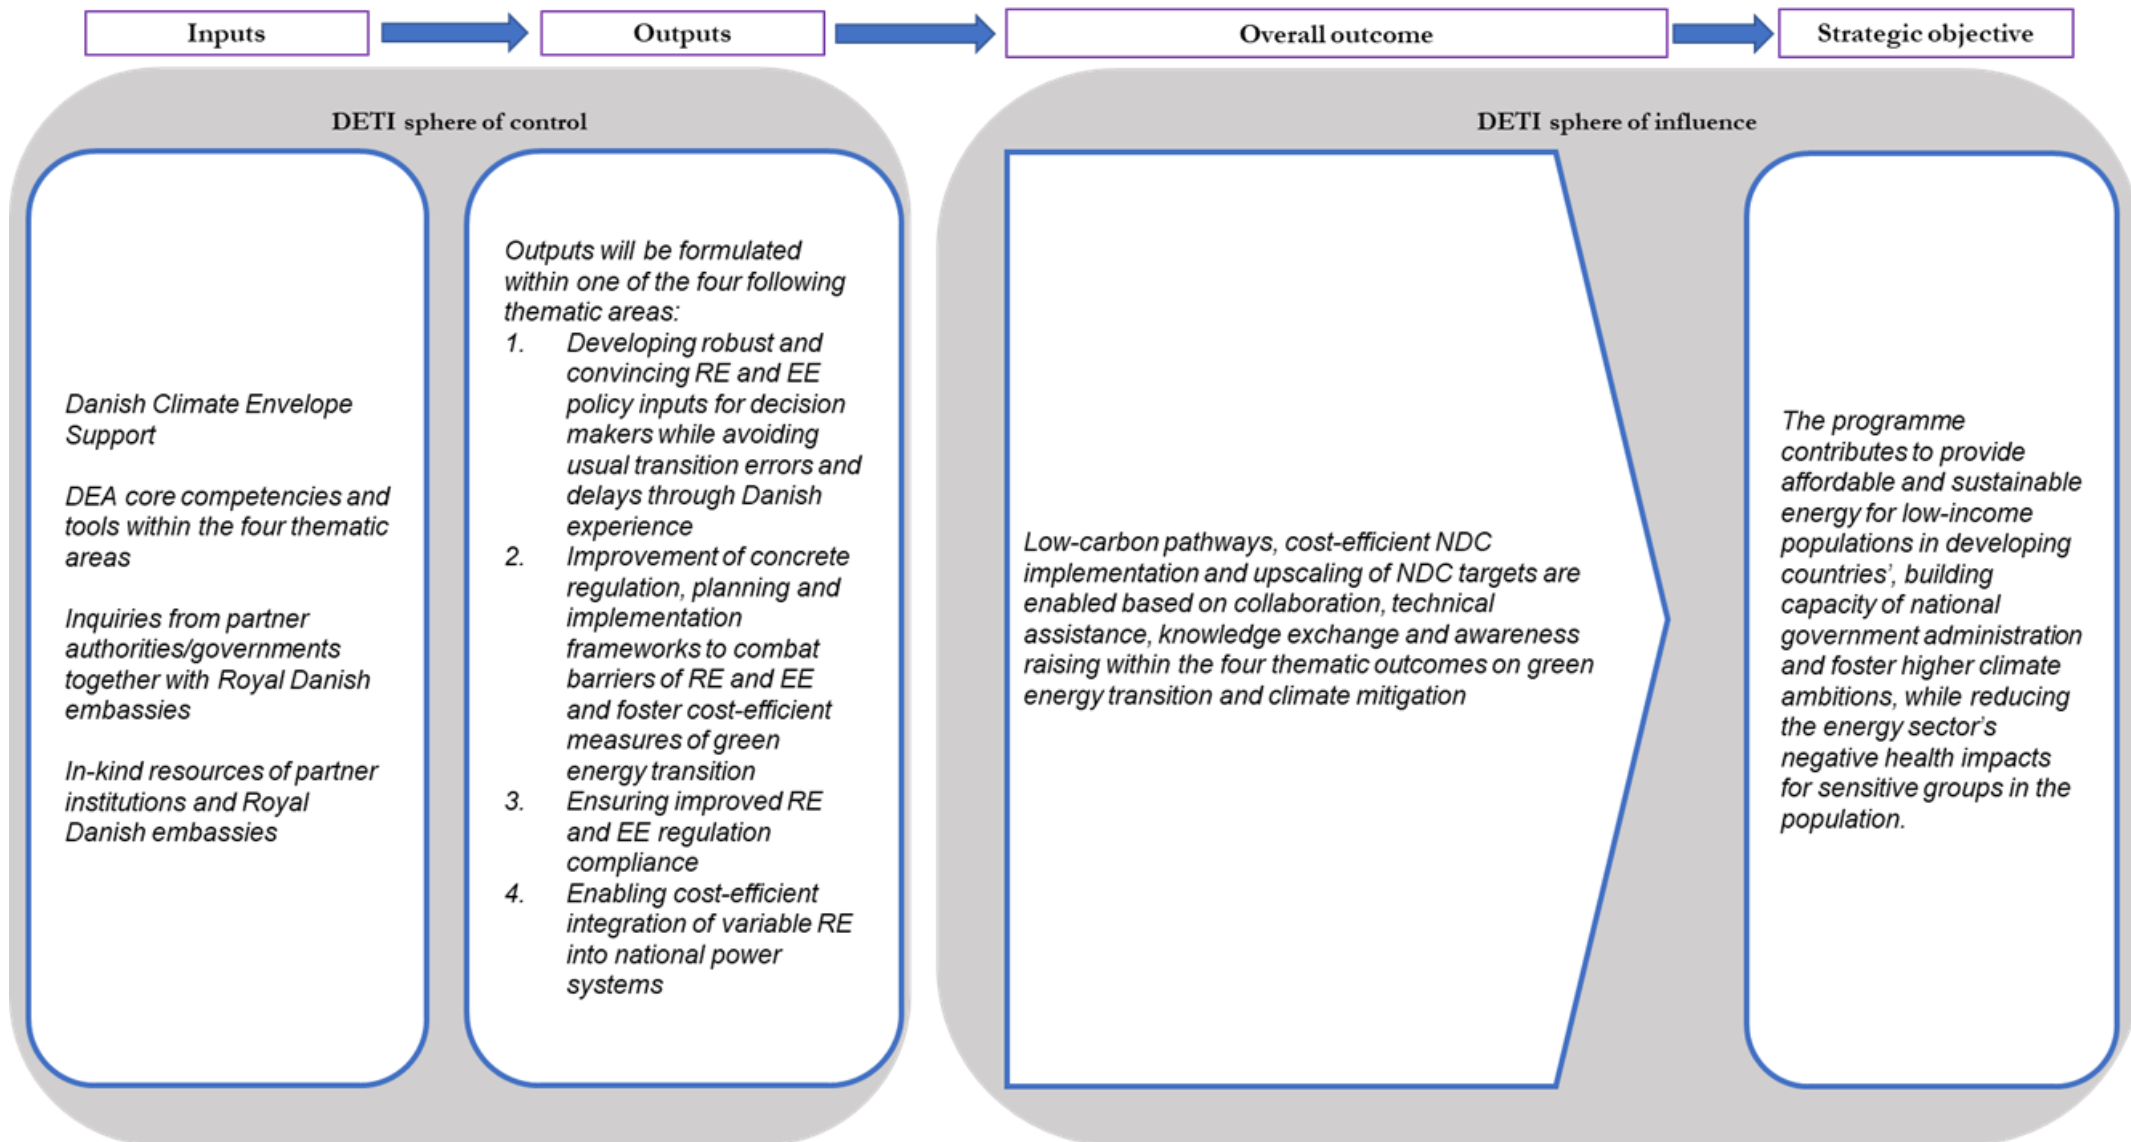 Inputs
Outputs
Overall outcome
Strategic objective
DETI sphere of control
DETI sphere of influence
Danish Climate Envelope
Support
DEA core competencies and
tools within the four thematic
areas
Inquiries from partner
authorities/governments
together with Royal Danish
embassies
In-kind resources of partner
institutions and Royal
Danish embassies
Outputs will be formulated
within one of the four following
thematic areas:
1. Developing robust and
convincing RE and EE
policy inputs for decision
makers while avoiding
usual transition errors and
delays through Danish
experience
2. Improvement of concrete
regulation, planning and
implementation
frameworks to combat
barriers of RE and EE
and foster cost-efficient
measures of green
energy transition
3. Ensuring improved RE
and EE regulation
compliance
4. Enabling cost-efficient
integration of variable RE
into national power
systems
Low-carbon pathways, cost-efficient NDC
implementation and upscaling of NDC targets are
enabled based on collaboration, technical
assistance, knowledge exchange and awareness
raising within the four thematic outcomes on green
energy transition and climate mitigation
The programme
contributes to provide
affordable and sustainable
energy for low-income
populations in developing
countries’, building
capacity of national
government administration
and foster higher climate
ambitions, while reducing
the energy sector’s
negative health impacts
for sensitive groups in the
population.